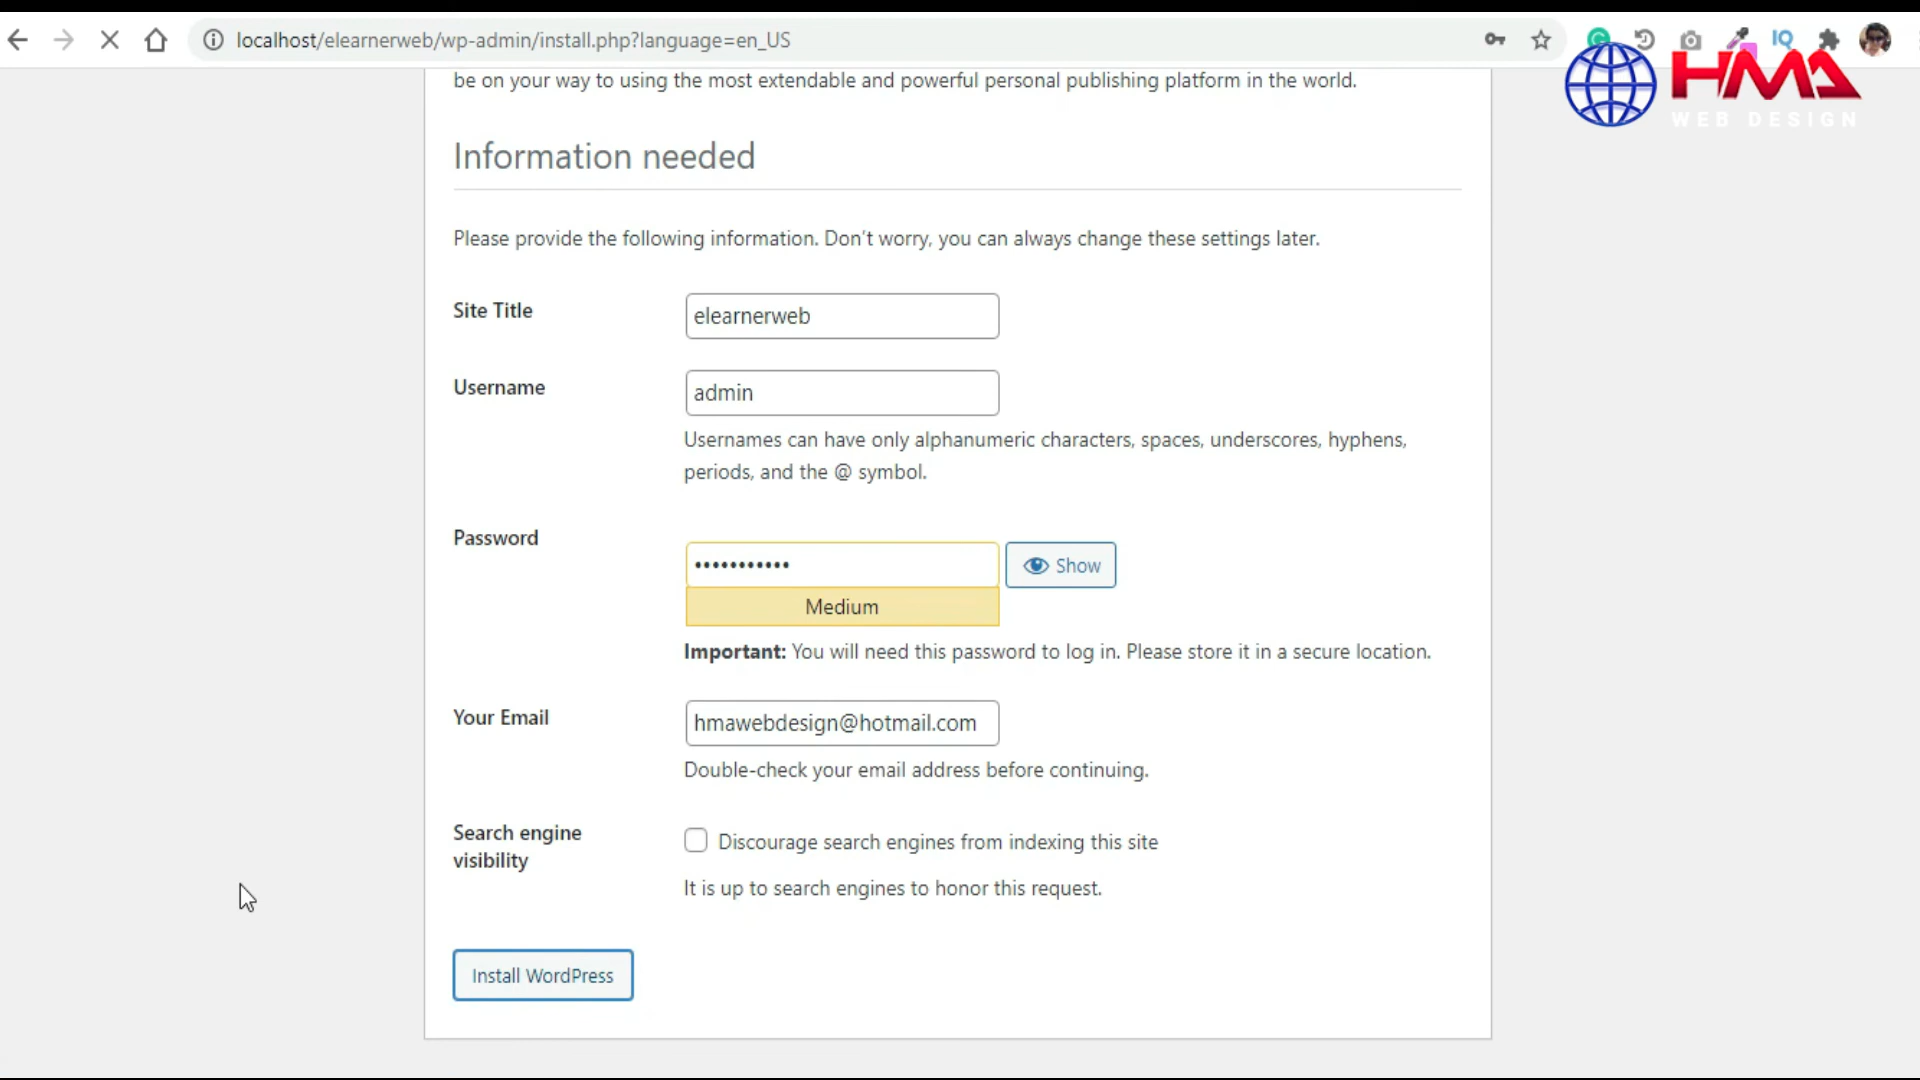 localhost/elearnerweb/wp-admin/install.php?language=en_US
IQ
HMA
WEB DESIGN
be on your way to using the most extendable and powerful personal publishing platform in the world.
Information needed
Please provide the following information. Don't worry, you can always change these settings later.
Site Title
elearnerweb
Username
admin
Usernames can have only alphanumeric characters, spaces, underscores, hyphens,
periods, and the @ symbol.
Password
•••••••••••
Show
Medium
Important: You will need this password to log in. Please store it in a secure location.
Your Email
hmawebdesign@hotmail.com
Double-check your email address before continuing.
Search engine
visibility
Discourage search engines from indexing this site
It is up to search engines to honor this request.
Install WordPress